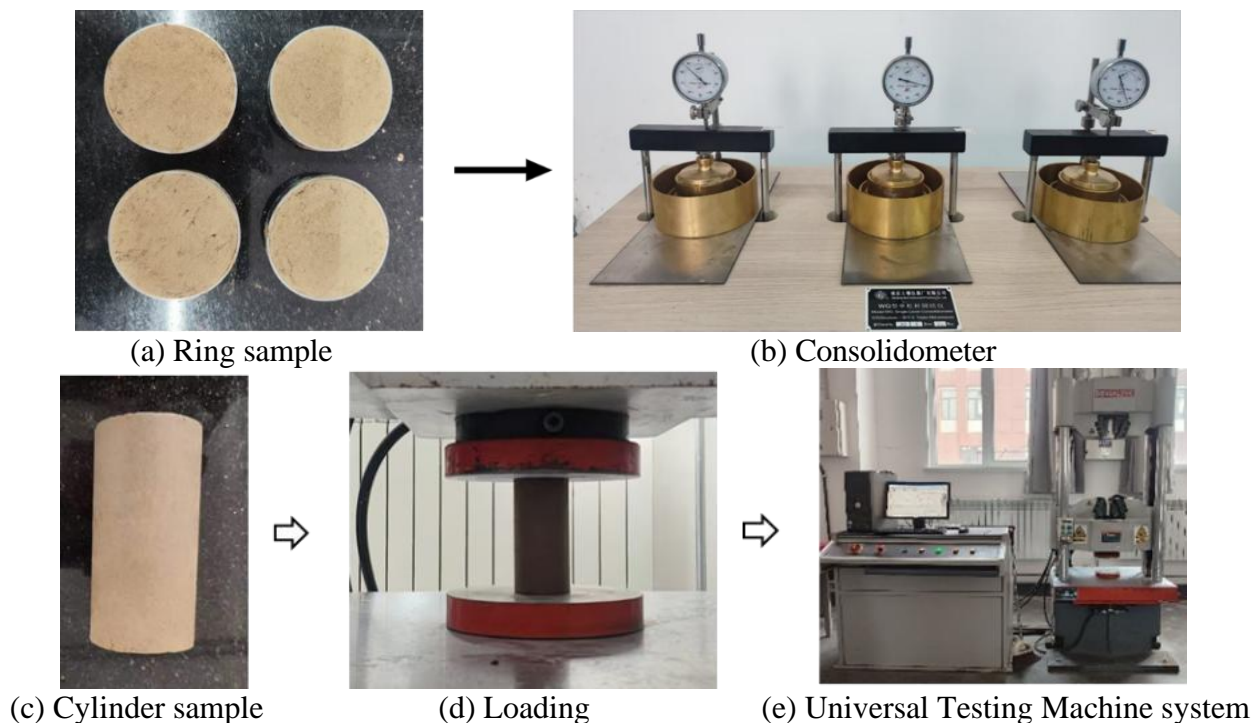 (a) Ring sample
(b) Consolidometer
(c) Cylinder sample
(d) Loading
(e) Universal Testing Machine system